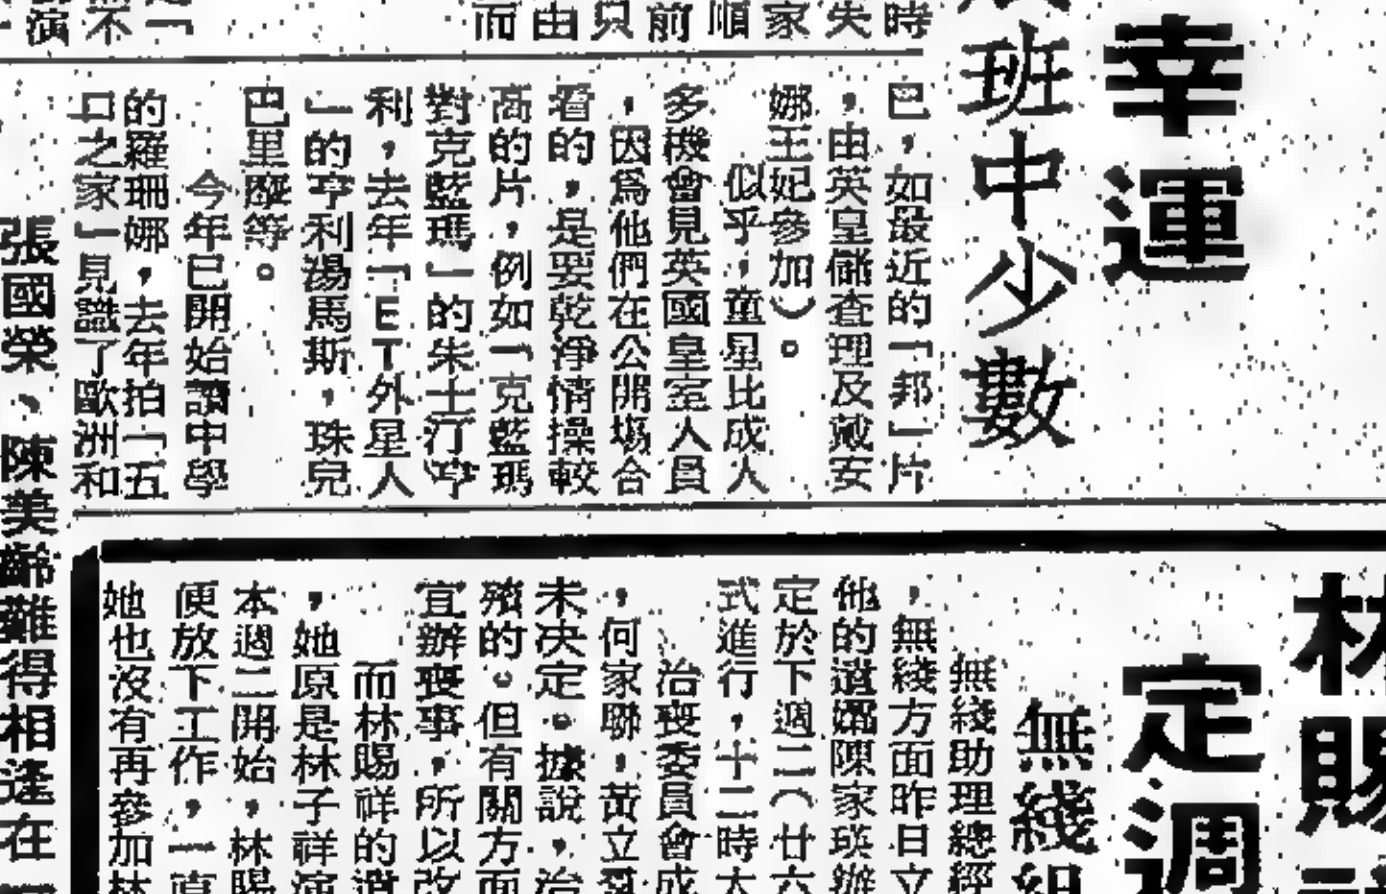 時
失
家
順
前
只
由
而
不
演
幸運
班中少數
已，如最近的「邦」片
，由英皇儲查理及戴安
娜王妃參加）。
似乎，童星比成人
多機會見英國皇室人員
，因爲他們在公開場合
看的，是要乾淨情操較
高的片，例如「克藍瑪
對克藍瑪」的朱士汀亨
利，去年「ET外星人
」的亨利湯馬斯，珠兒
巴里摩等。
今年已開始讀中學
的羅珊娜，去年拍「五
口之家」見識了歐洲和
張國榮、陳美齡難得相逢在
林賜
定週
無綫組
無綫助理總經
，無綫方面昨日立
他的遺孀陳家瑛辦
定於下週二（廿六
式進行，十二時大
治喪委員會成
，何家聯，黃立
未決定。據說，治
殯的。但有關方面
宜辦喪事，所以改
而林賜祥的遺
，她原是林子祥演
本週二開始，林賜
便放下工作，一直
她也沒有再參加林